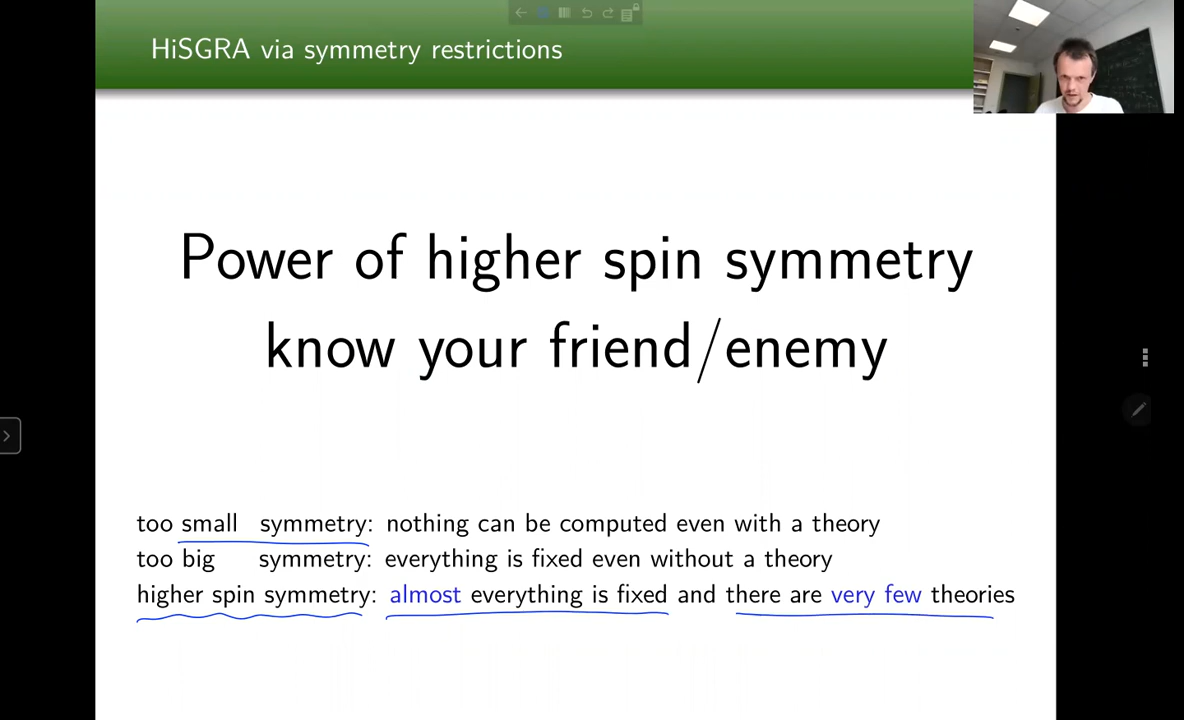 HiSGRA via symmetry restrictions
Power of higher spin symmetry
know your friend/enemy
too small symmetry: nothing can be computed even with a theory
too big symmetry: everything is fixed even without a theory
higher spin symmetry: almost everything is fixed and there are very few theories